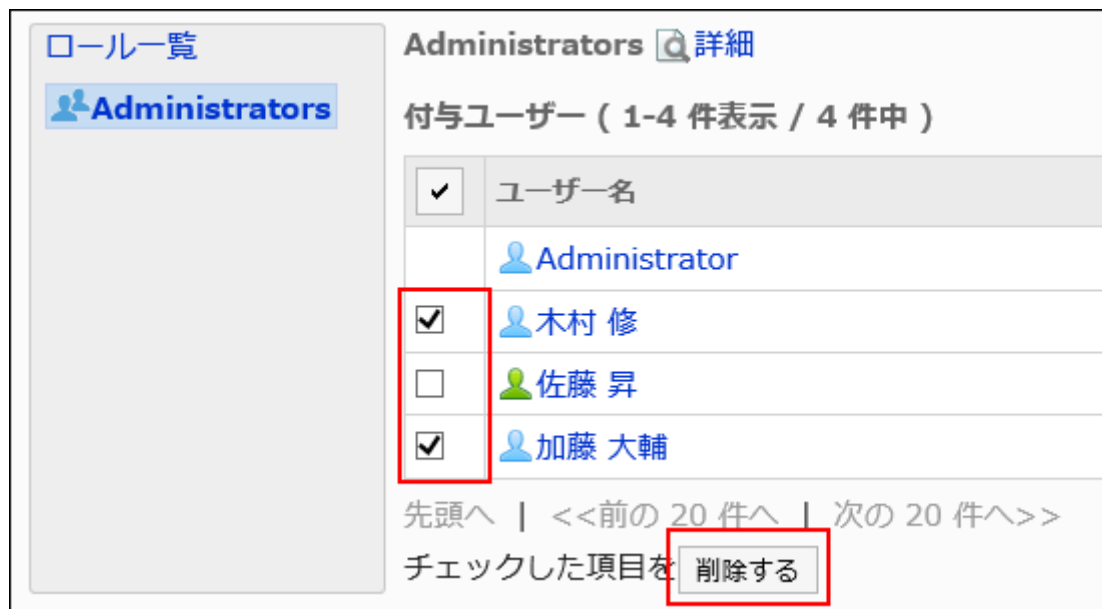 ロール一覧
Administrators
Administrators 詳細
付与ユーザー ( 1-4 件表示 / 4 件中 )
ユーザー名
Administrator
木村 修
佐藤 昇
加藤 大輔
先頭へ | <<前の 20 件へ | 次の 20 件へ>>
チェックした項目を 削除する